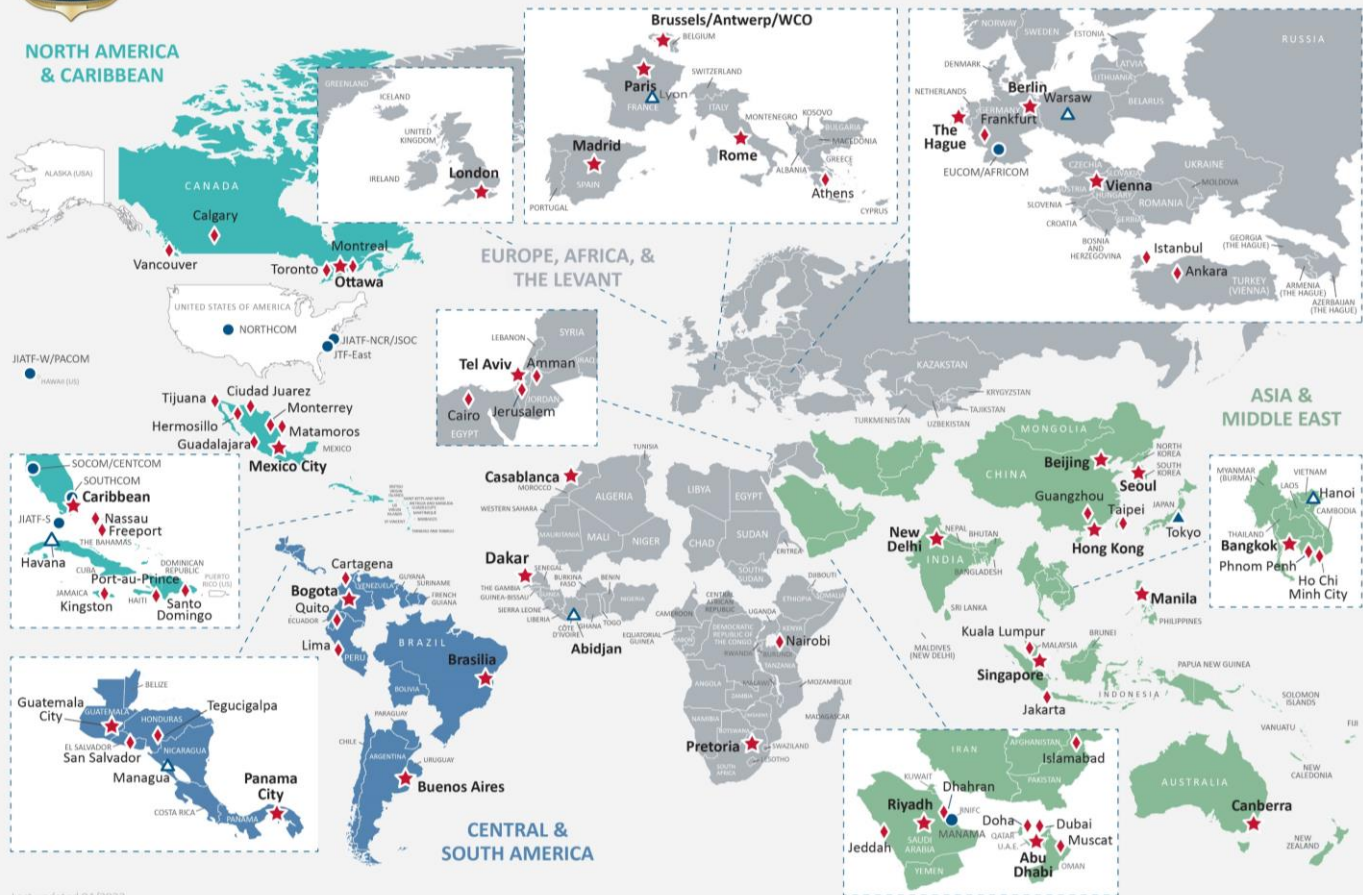 NORTH AMERICA
& CARIBBEAN
ALASKA (USA)
CANADA
Calgary
Vancouver
Toronto
Montreal
Ottawa
UNITED STATES OF AMERICA
NORTHCOM
JIATF-NCR/JSOC
JTF-East
JIATF-W/PACOM
HAWAII (US)
Tijuana
Ciudad Juarez
Hermosillo
Monterrey
Guadalajara
Matamoros
MEXICO
Mexico City
SOCOM/CENTCOM
SOUTHCOM
Caribbean
JIATF-S
Nassau
Freeport
THE BAHAMAS
Havana
CUBA
DOMINICAN
REPUBLIC
Port-au-Prince
PUERTO
RICO (US)
JAMAICA
Kingston
HAITI
Santo
Domingo
GREENLAND
ICELAND
UNITED
KINGDOM
IRELAND
London
Brussels/Antwerp/WCO
BELGIUM
Paris
Lyon
FRANCE
SWITZERLAND
ITALY
MONTENEGRO
KOSOVO
BULGARIA
MACEDONIA
Madrid
SPAIN
PORTUGAL
Rome
ALBANIA
GREECE
Athens
CYPRUS
NORWAY
SWEDEN
ESTONIA
RUSSIA
DENMARK
LATVIA
LITHUANIA
NETHERLANDS
Berlin
Warsaw
BELARUS
GERMANY
Frankfurt
The
Hague
EUCOM/AFRICOM
CZECHIA
UKRAINE
Vienna
MOLDOVA
HUNGARY
SLOVENIA
ROMANIA
CROATIA
SERBIA
BOSNIA
AND
HERZEGOVINA
Istanbul
GEORGIA
(THE HAGUE)
Ankara
TURKEY
(VIENNA)
ARMENIA
(THE HAGUE)
AZERBAIJAN
(THE HAGUE)
EUROPE, AFRICA, &
THE LEVANT
SYRIA
LEBANON
Tel Aviv
Amman
IRAQ
Cairo
Jerusalem
JORDAN
EGYPT
KAZAKSTAN
KRYGYZSTAN
TAJIKSTAN
TURKMENISTAN
UZBEKISTAN
TUNISIA
Casablanca
MOROCCO
ALGERIA
LIBYA
EGYPT
WESTERN SAHARA
MAURITANIA
MALI
NIGER
CHAD
SUDAN
ERITREA
Dakar
SENEGAL
THE GAMBIA
GUINEA-BISSAU
BURKINA
FASO
BENIN
GUINEA
NIGERIA
SIERRA LEONE
LIBERIA
CÔTE
D'IVOIRE
GHANA
TOGO
Abidjan
CAMEROON
CENTRAL
AFRICAN
REPUBLIC
SOUTH
SUDAN
DJIBOUTI
ETHIOPIA
SOMALIA
EQUATORIAL
GUINEA
DEMOCRATIC
REPUBLIC OF
THE CONGO
UGANDA
KENYA
Nairobi
RWANDA
BURUNDI
TANZANIA
ANGOLA
ZAMBIA
MALAWI
MOZAMBIQUE
NAMIBIA
BOTSWANA
MADAGASCAR
Pretoria
SWAZILAND
LESOTHO
SOUTH
AFRICA
ASIA &
MIDDLE EAST
MONGOLIA
CHINA
Beijing
NORTH
KOREA
SOUTH
KOREA
Seoul
JAPAN
Tokyo
Guangzhou
Taipei
Hong Kong
New
Delhi
NEPAL
BHUTAN
INDIA
BANGLADESH
SRI LANKA
MALDIVES
(NEW DELHI)
MYANMAR
(BURMA)
VIETNAM
LAOS
Hanoi
CAMBODIA
THAILAND
Bangkok
Phnom Penh
Ho Chi
Minh City
Manila
PHILIPPINES
Kuala Lumpur
MALAYSIA
BRUNEI
Singapore
INDONESIA
Jakarta
PAPUA NEW GUINEA
SOLOMON
ISLANDS
VANUATU
FIJI
NEW
CALEDONIA
AUSTRALIA
Canberra
NEW
ZEALAND
IRAN
AFGHANISTAN
Islamabad
KUWAIT
PAKISTAN
Dhahran
Riyadh
BNIFC
MANAMA
Doha
Dubai
QATAR
U.A.E.
Muscat
Jeddah
SAUDI
ARABIA
Abu
Dhabi
OMAN
YEMEN
Cartagena
Bogota
VENEZUELA
GUYANA
SURINAME
FRENCH
GUIANA
Quito
ECUADOR
Lima
PERU
BRAZIL
Brasilia
BOLIVIA
PARAGUAY
CHILE
ARGENTINA
URUGUAY
Buenos Aires
CENTRAL &
SOUTH AMERICA
BELIZE
Guatemala
City
GUATEMALA
HONDURAS
Tegucigalpa
EL SALVADOR
San Salvador
NICARAGUA
Managua
COSTA RICA
PANAMA
Panama
City